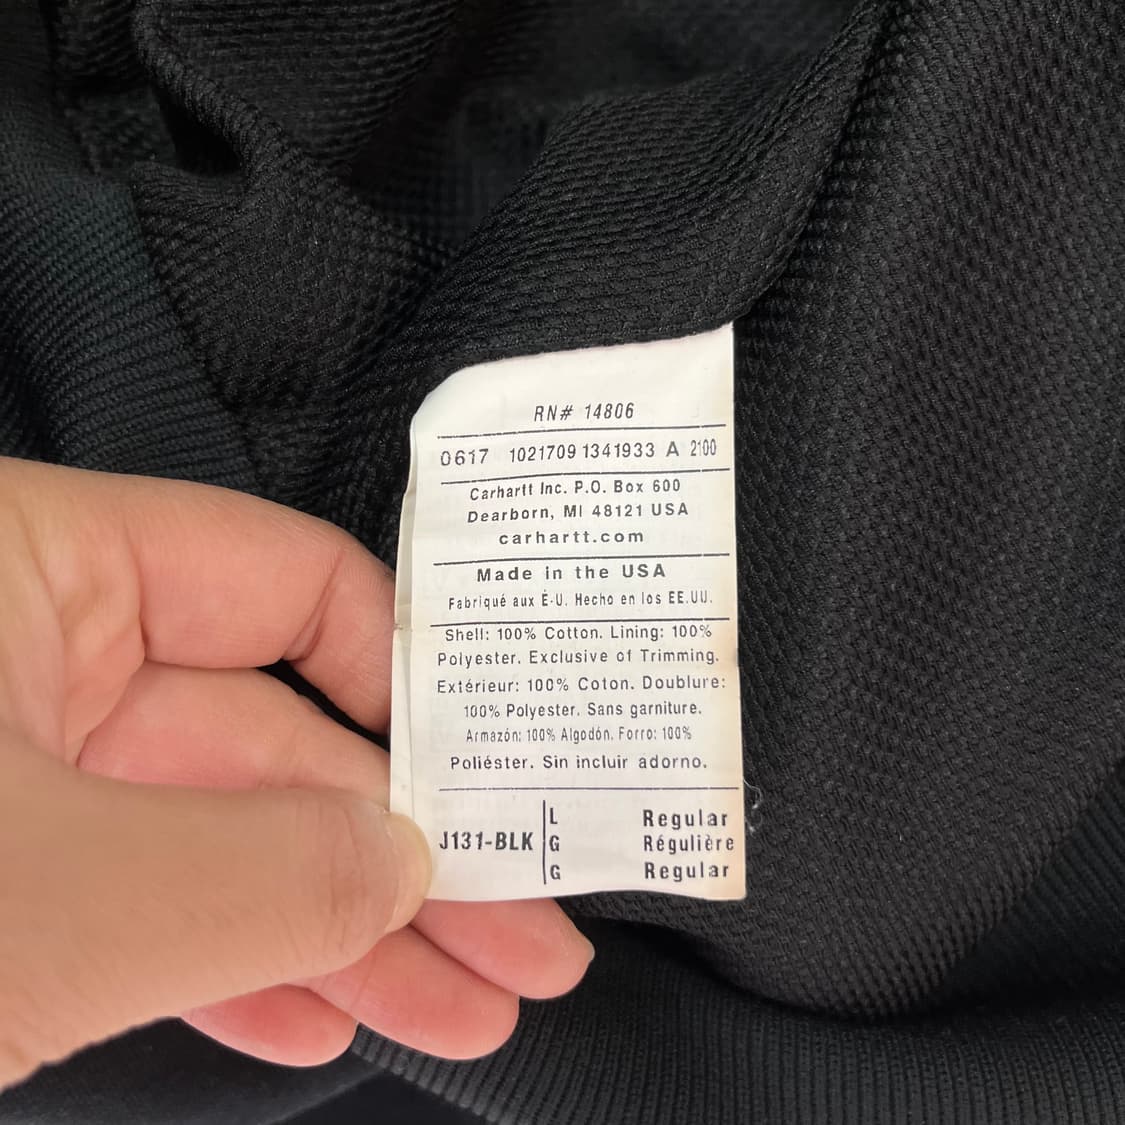 RN# 14806
0617 1021709 1341933 A 2100
Carhartt Inc. P.O. Box 600
Dearborn, MI 48121 USA
carhartt.com
Made in the USA
Fabriqué aux É-U. Hecho en los EE.UU.
Shell: 100% Cotton. Lining: 100%
Polyester. Exclusive of Trimming.
Extérieur: 100% Coton. Doublure:
100% Polyester. Sans garniture.
Armazón: 100% Algodón. Forro: 100%
Poliéster. Sin incluir adorno.
L Regular
J131-BLK G Régulière
G Regular